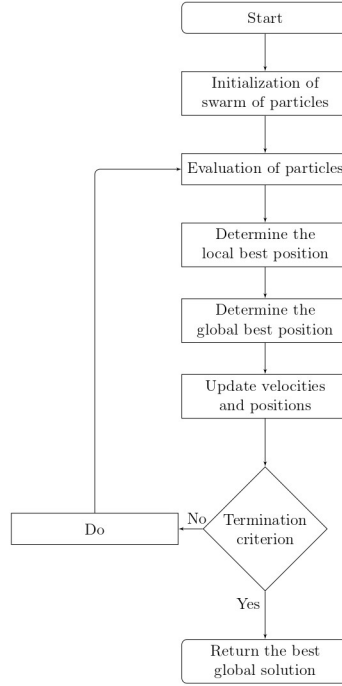 Start
Initialization of
swarm of particles
Evaluation of particles
Determine the
local best position
Determine the
global best position
Update velocities
and positions
Termination
criterion
No
Do
Yes
Return the best
global solution